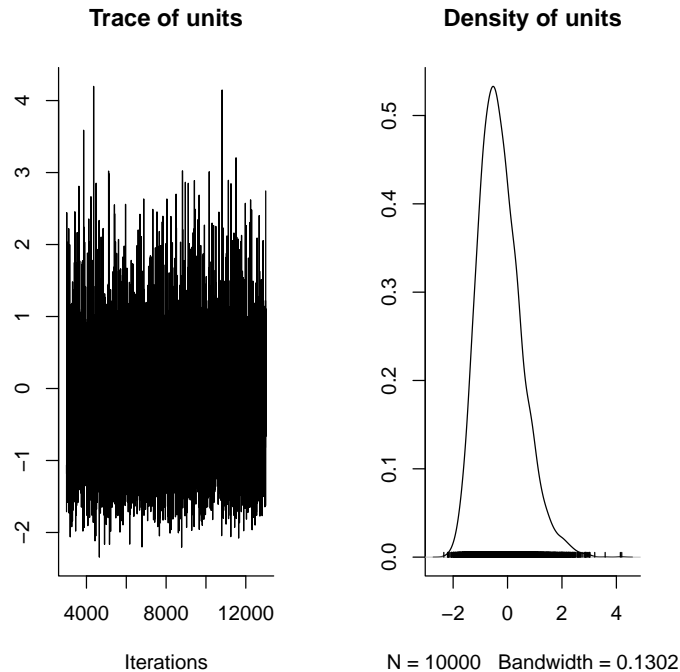 Trace of units
4
3
2
1
0
−1
−2
4000 8000 12000
Iterations
Density of units
0.5
0.4
0.3
0.2
0.1
0.0
−2 0 2 4
N = 10000 Bandwidth = 0.1302